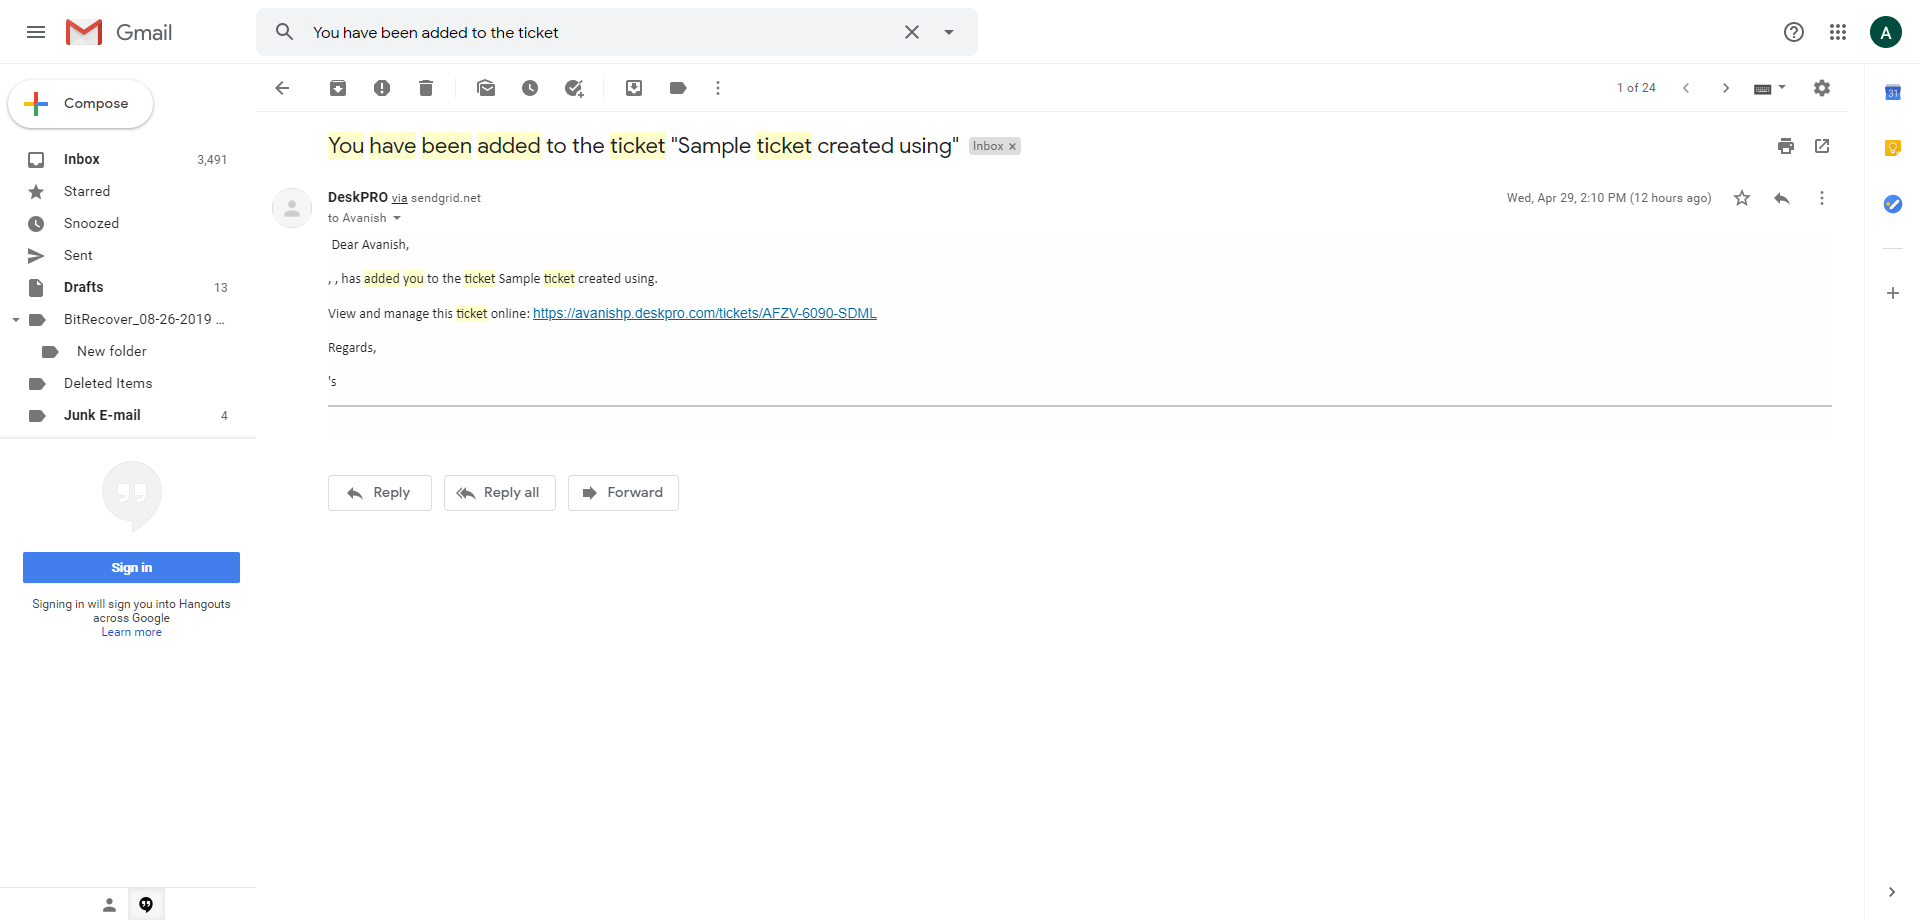 Gmail
You have been added to the ticket
A
Compose
1 of 24
31
Inbox 3,491
Starred
Snoozed
Sent
Drafts 13
BitRecover_08-26-2019 ...
New folder
Deleted Items
Junk E-mail 4
You have been added to the ticket "Sample ticket created using" Inbox ×
DeskPRO via sendgrid.net
Wed, Apr 29, 2:10 PM (12 hours ago)
to Avanish
Dear Avanish,
, , has added you to the ticket Sample ticket created using.
View and manage this ticket online: https://avanishp.deskpro.com/tickets/AFZV-6090-SDML
Regards,
's
Reply
Reply all
Forward
Sign in
Signing in will sign you into Hangouts
across Google
Learn more